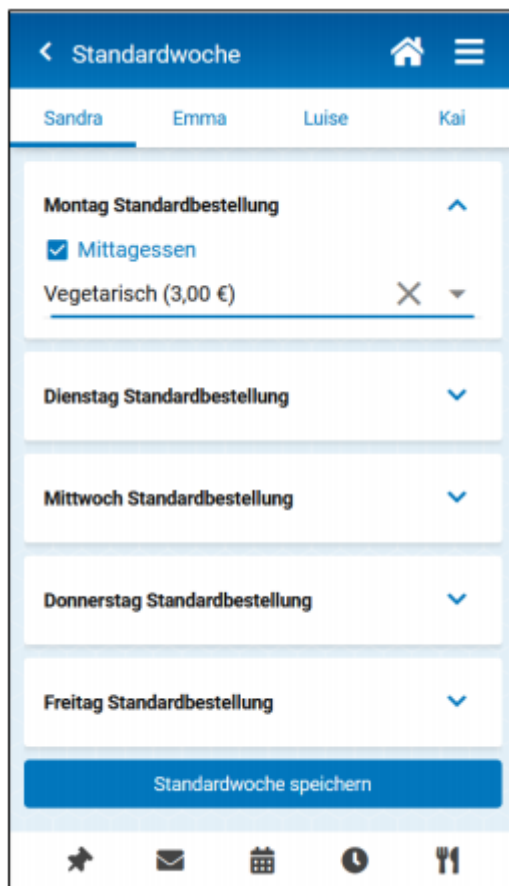 Standardwoche
Sandra Emma Luise Kai
Montag Standardbestellung
Mittagessen
Vegetarisch (3,00 €)
Dienstag Standardbestellung
Mittwoch Standardbestellung
Donnerstag Standardbestellung
Freitag Standardbestellung
Standardwoche speichern